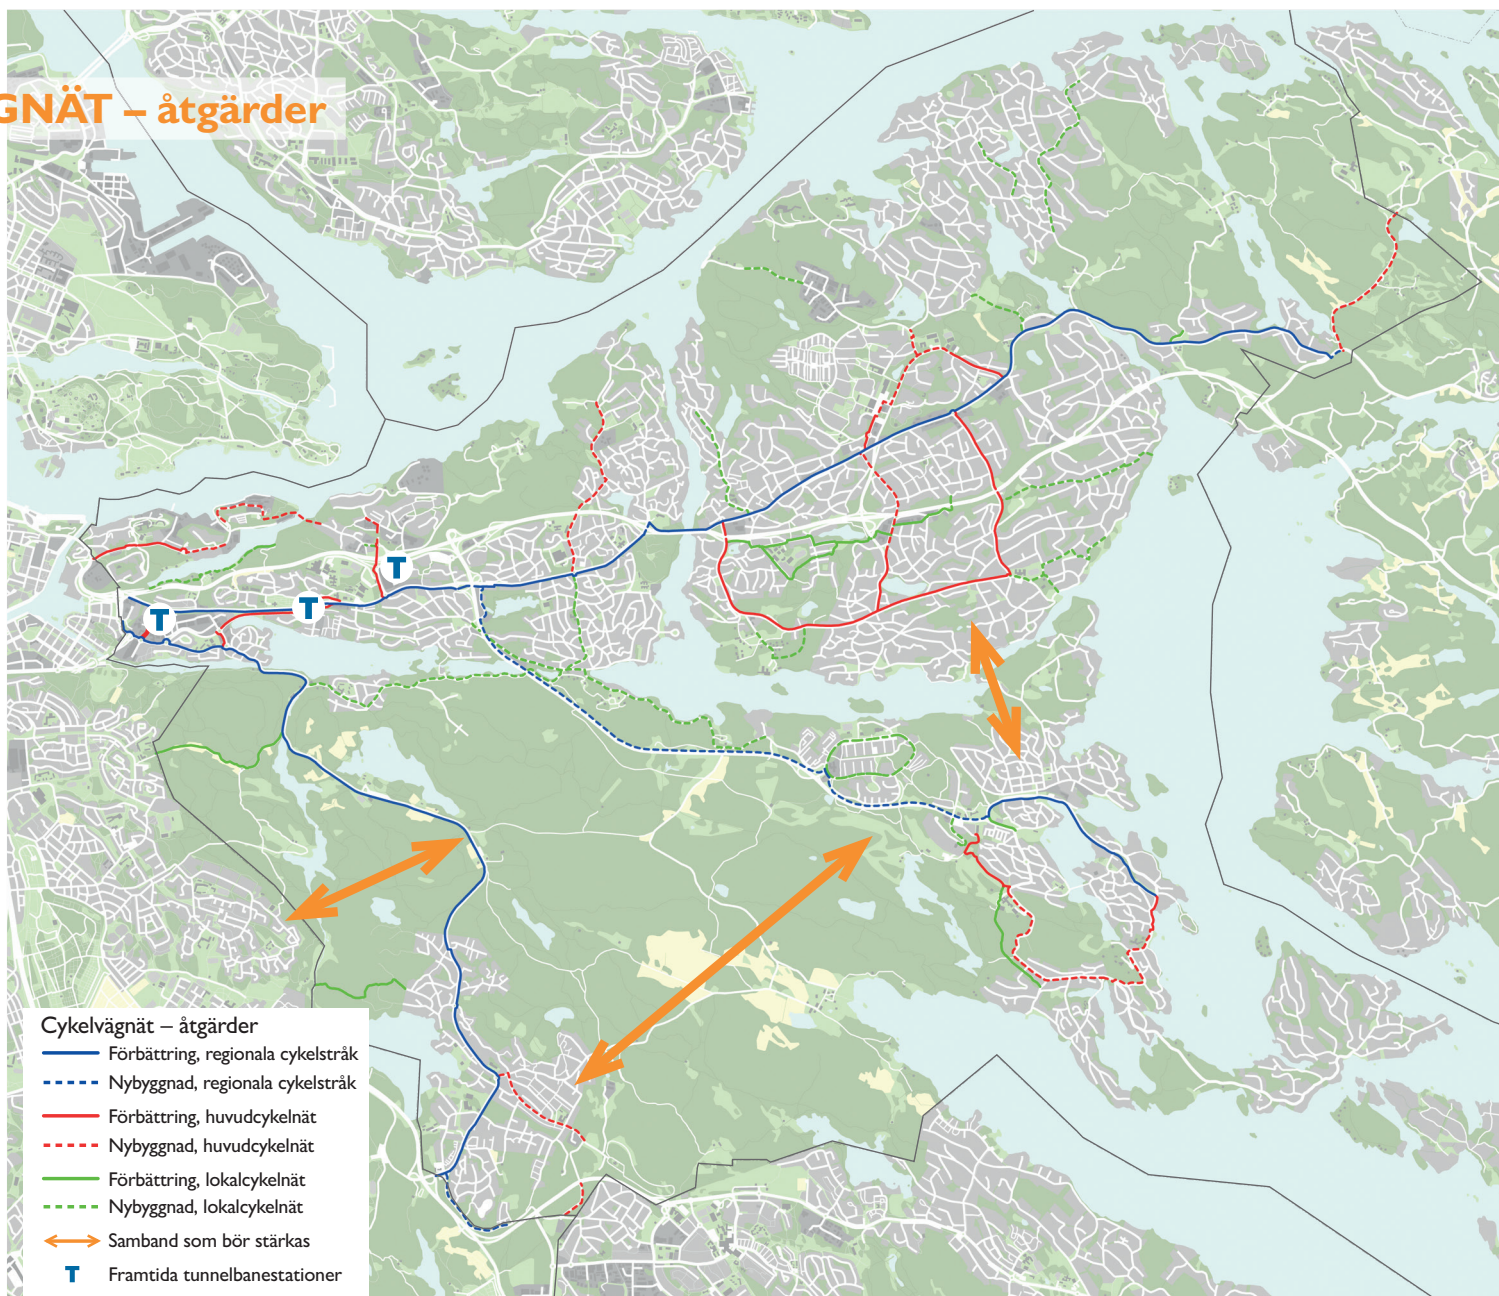 GNÄT – åtgärder
T
T
T
Cykelvägnät – åtgärder
Förbättring, regionala cykelstråk
Nybyggnad, regionala cykelstråk
Förbättring, huvudcykelnät
Nybyggnad, huvudcykelnät
Förbättring, lokalcykelnät
Nybyggnad, lokalcykelnät
Samband som bör stärkas
T Framtida tunnelbanestationer